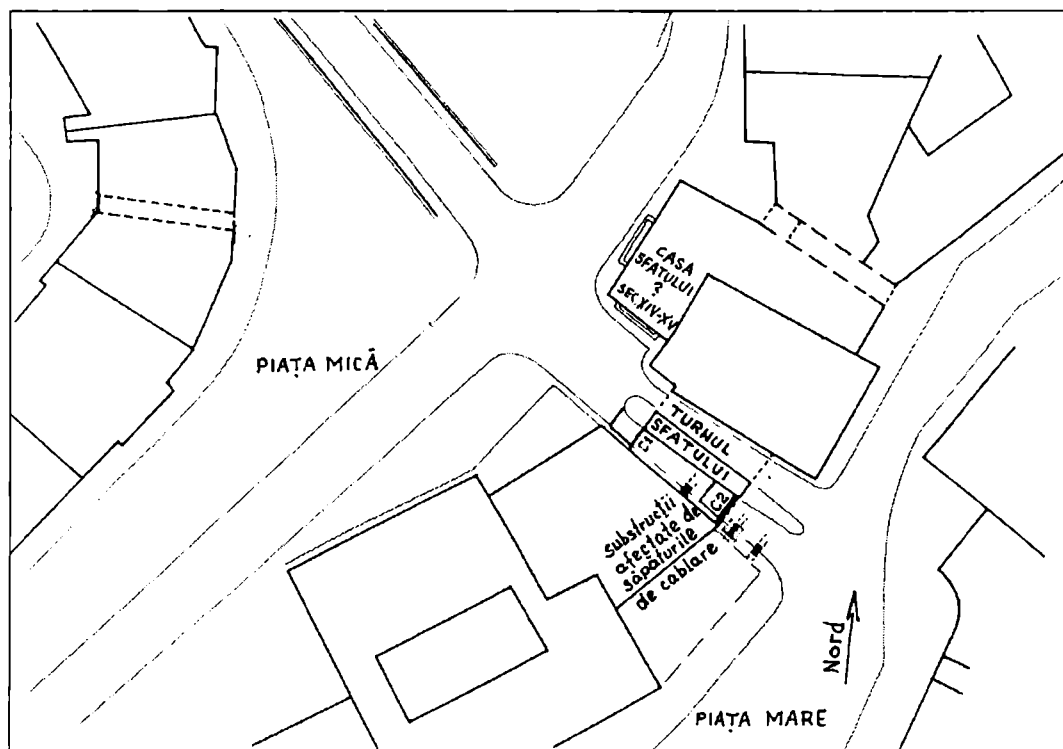 CASA
SFATULUI
?
SEC. XIV-XV
PIAȚA MICĂ
TURNUL
SFATULUI
C1
C2
substrucții
afectate de
săpăturile
de cablare
Nord
PIAȚA MARE